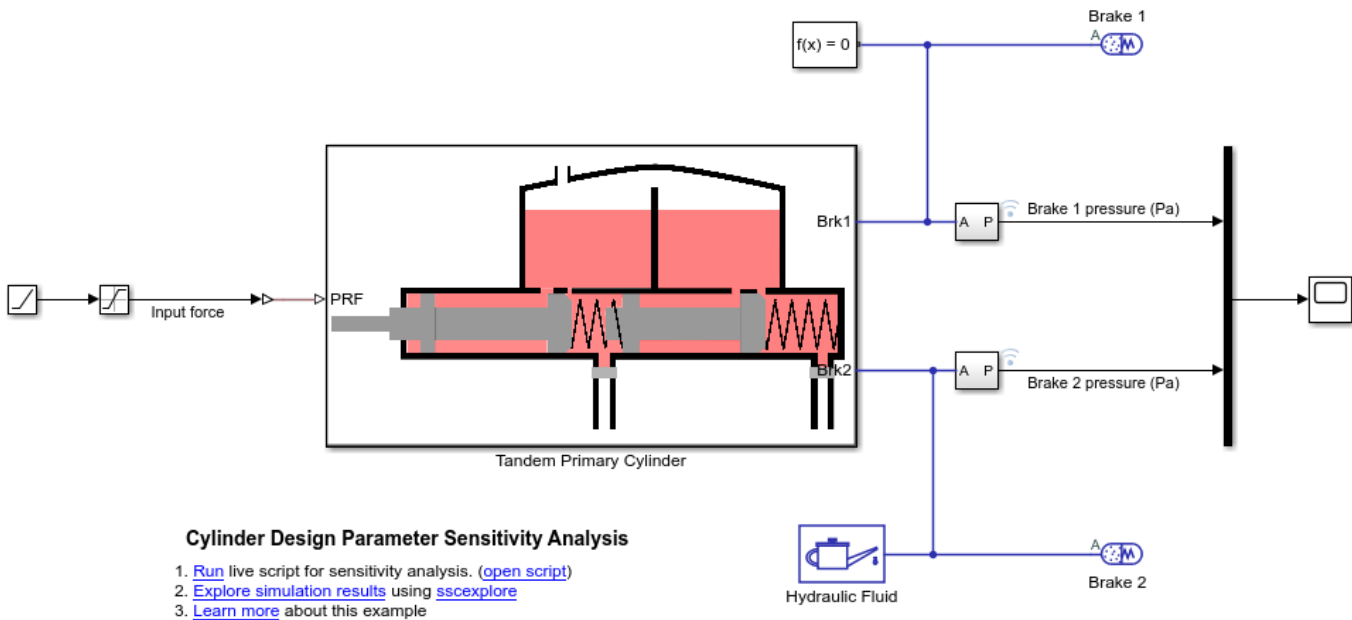 Brake 1
A
f(x) = 0
Brk1
A P
Brake 1 pressure (Pa)
PRF
Input force
Brk2
A P
Brake 2 pressure (Pa)
Tandem Primary Cylinder
Cylinder Design Parameter Sensitivity Analysis
1. Run live script for sensitivity analysis. (open script)
2. Explore simulation results using sscexplore
3. Learn more about this example
A
Brake 2
Hydraulic Fluid